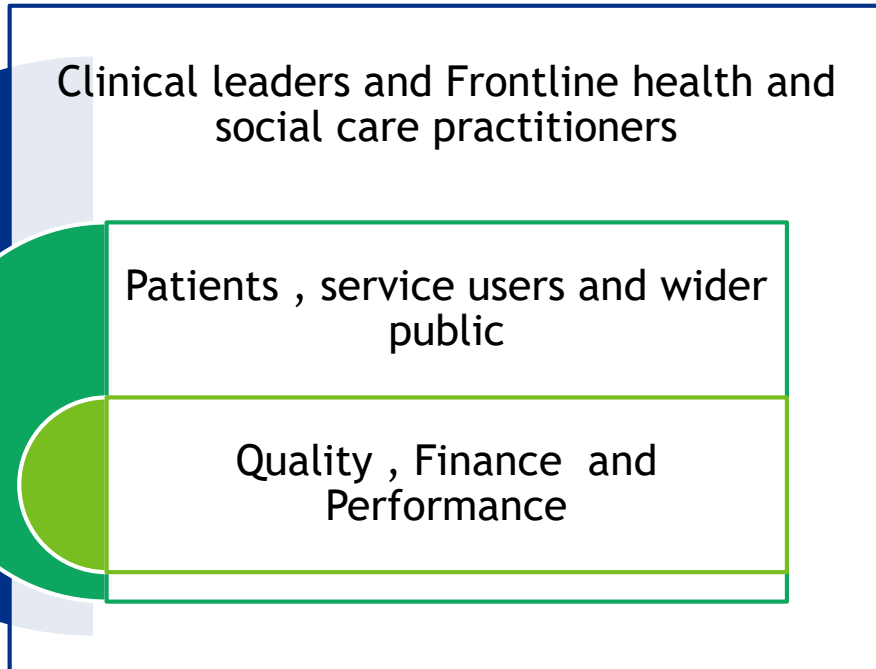 Clinical leaders and Frontline health and
social care practitioners
Patients , service users and wider
public
Quality , Finance  and
Performance